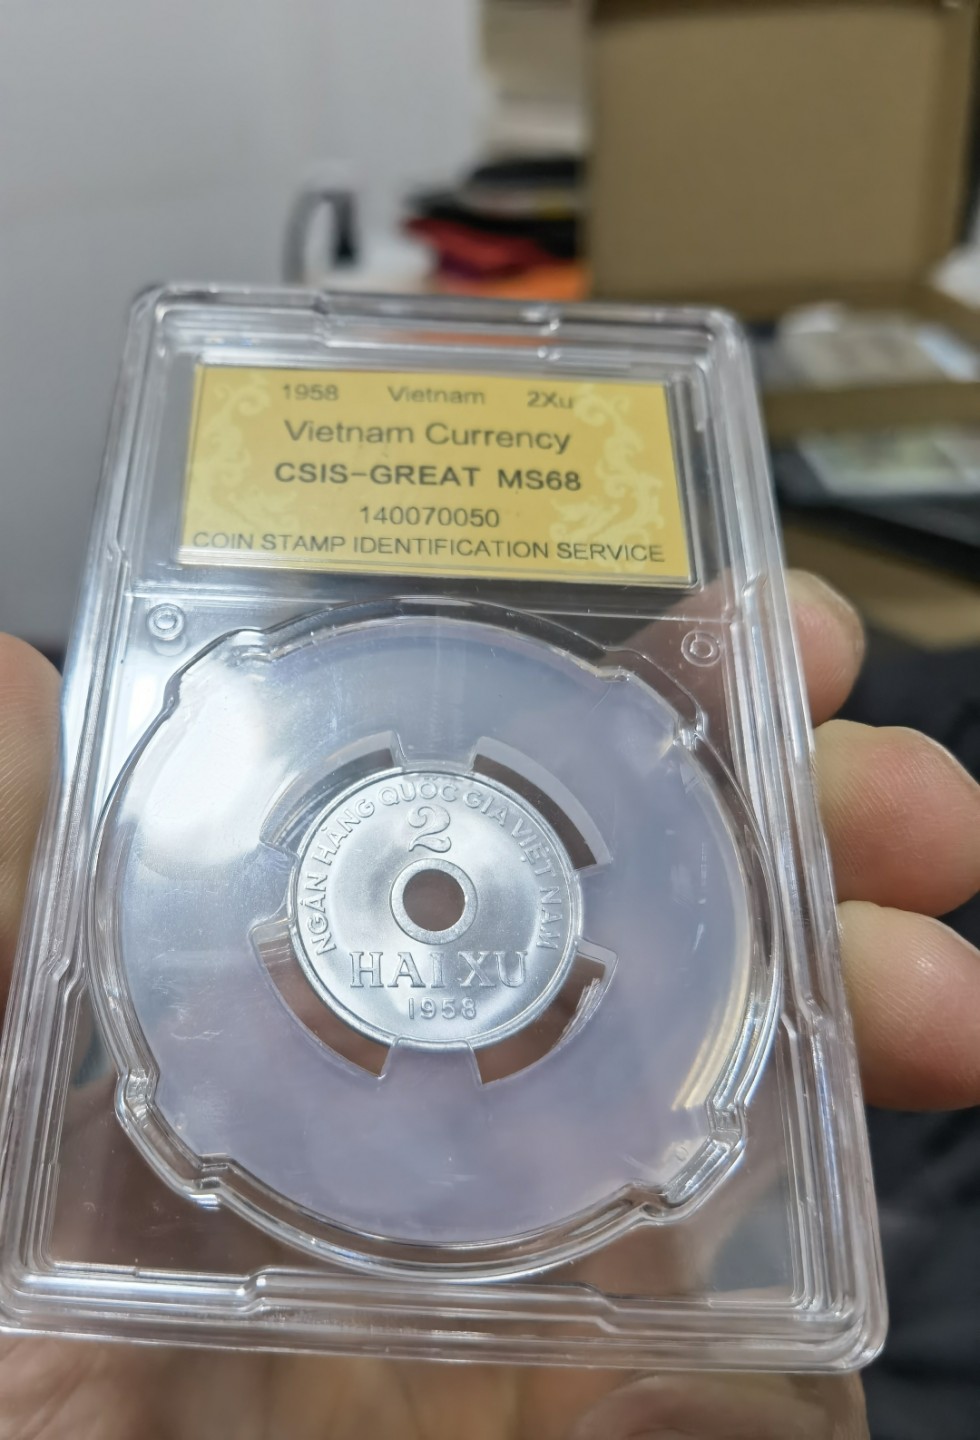 1958 Vietnam 2Xu
Vietnam Currency
CSIS-GREAT MS68
140070050
COIN STAMP IDENTIFICATION SERVICE
NGÂN HÀNG QUỐC GIA VIỆT NAM
2
HAI XU
1958